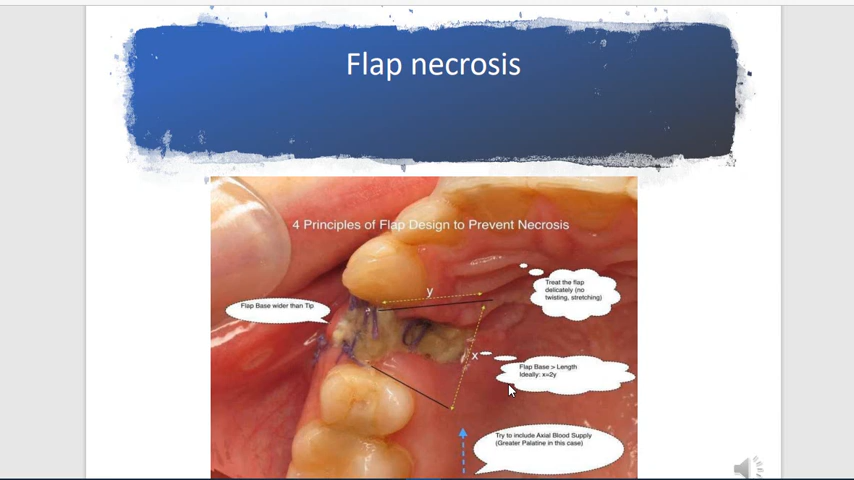 Flap necrosis
4 Principles of Flap Design to Prevent Necrosis
Treat the flap
delicately (no
twisting, stretching)
y
Flap Base wider than Tip
x
Flap Base > Length
Ideally: x=2y
Try to include Axial Blood Supply
(Greater Palatine in this case)